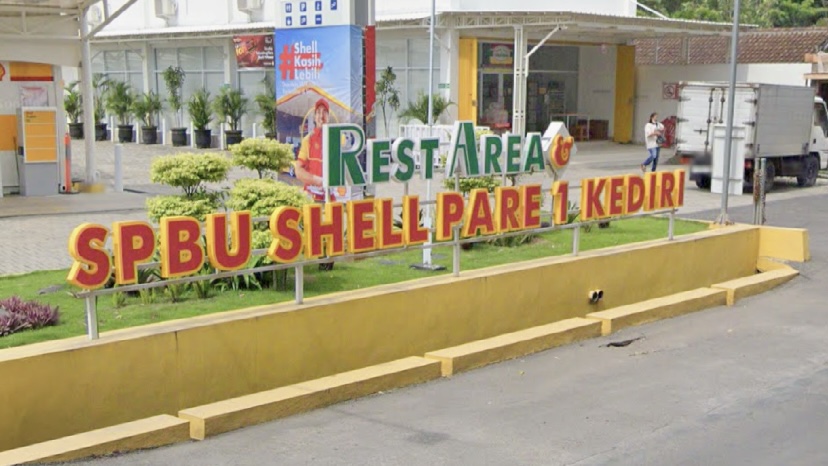 Shell
#Kasih
Lebih
REST AREA &
SPBU SHELL PARE 1 KEDIRI